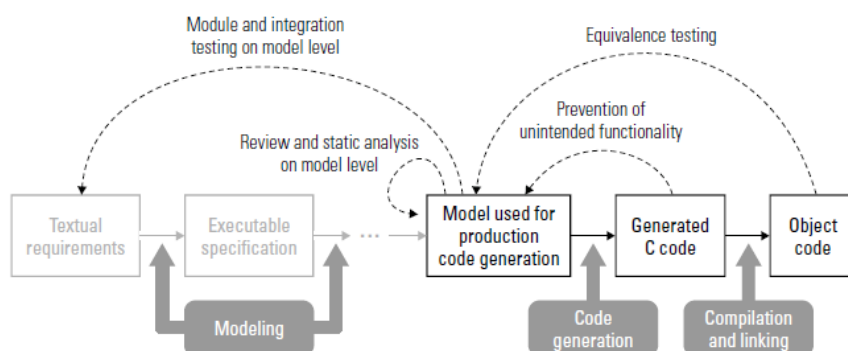 Module and integration
testing on model level
Equivalence testing
Prevention of
unintended functionality
Review and static analysis
on model level
Textual
requirements
Executable
specification
...
Model used for
production
code generation
Generated
C code
Object
code
Modeling
Code
generation
Compilation
and linking